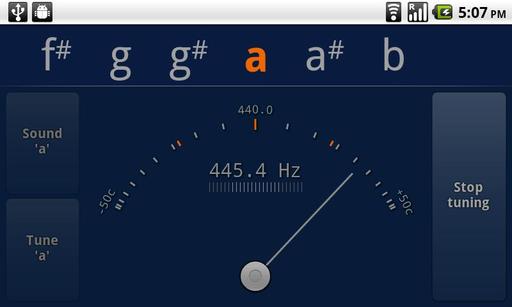 R 5:07 PM
f# g g# a a# b
Sound
'a'
440.0
445.4 Hz
-50c
+50c
Stop
tuning
Tune
'a'